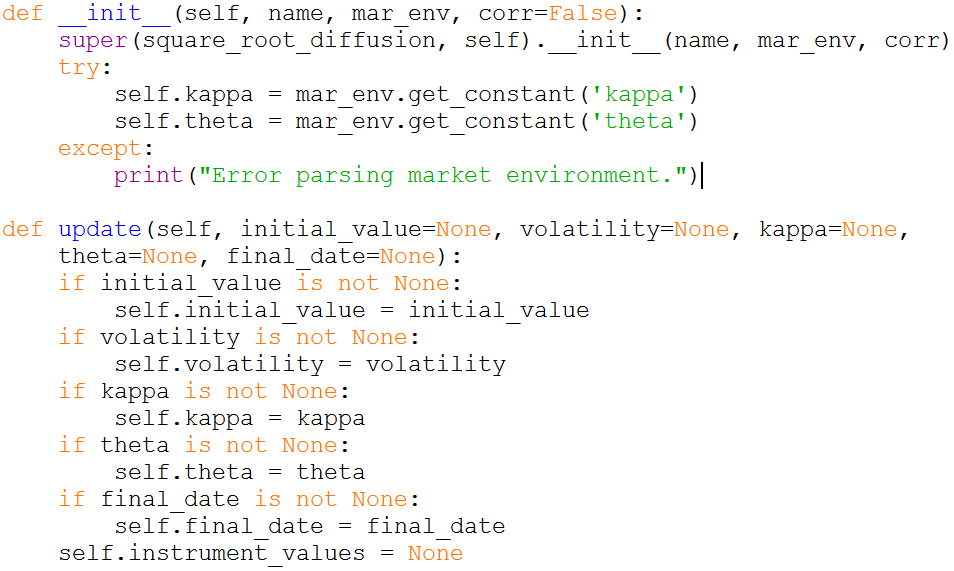 def __init__(self, name, mar_env, corr=False):
    super(square_root_diffusion, self).__init__(name, mar_env, corr)
    try:
        self.kappa = mar_env.get_constant('kappa')
        self.theta = mar_env.get_constant('theta')
    except:
        print("Error parsing market environment.")

def update(self, initial_value=None, volatility=None, kappa=None,
    theta=None, final_date=None):
    if initial_value is not None:
        self.initial_value = initial_value
    if volatility is not None:
        self.volatility = volatility
    if kappa is not None:
        self.kappa = kappa
    if theta is not None:
        self.theta = theta
    if final_date is not None:
        self.final_date = final_date
    self.instrument_values = None